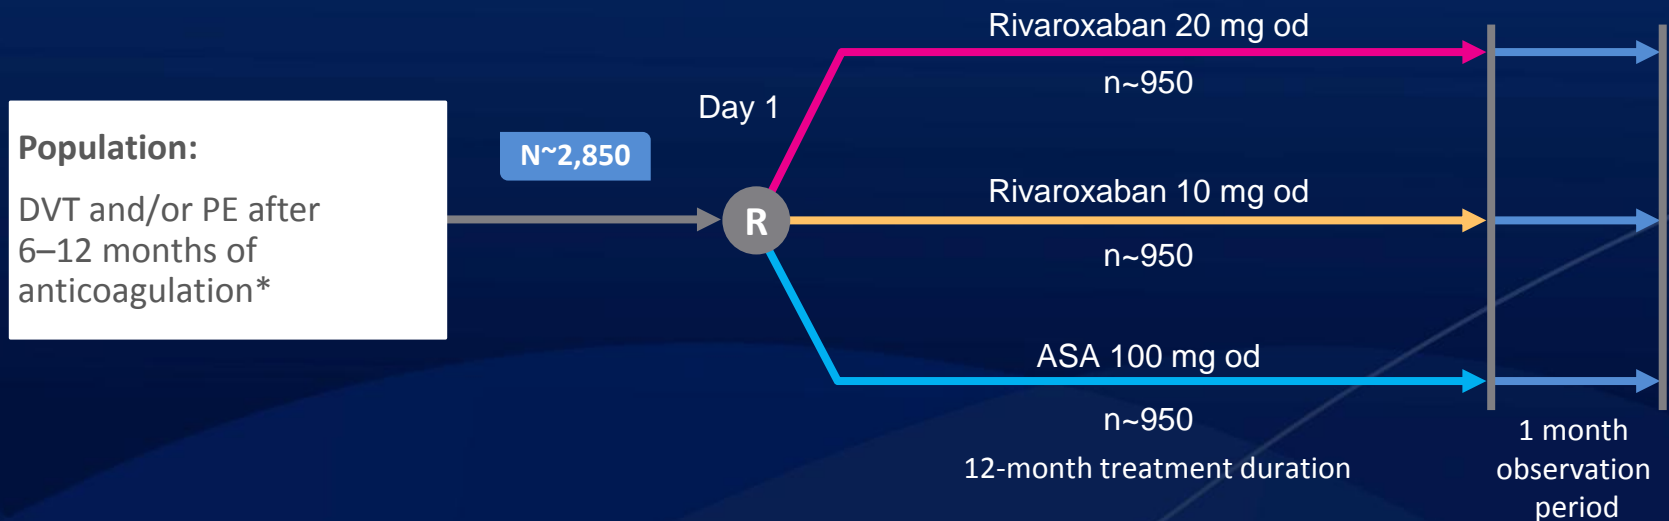 Population:
DVT and/or PE after
6–12 months of
anticoagulation*
N~2,850
Day 1
R
Rivaroxaban 20 mg od
n~950
Rivaroxaban 10 mg od
n~950
ASA 100 mg od
n~950
12-month treatment duration
1 month
observation
period